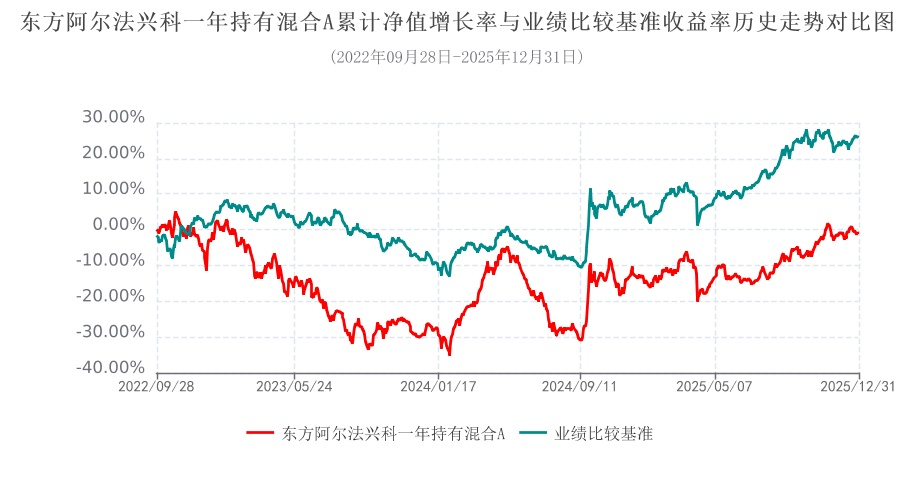 东方阿尔法兴科一年持有混合A累计净值增长率与业绩比较基准收益率历史走势对比图
(2022年09月28日-2025年12月31日)
30.00%
20.00%
10.00%
0.00%
-10.00%
-20.00%
-30.00%
-40.00%
2022/09/28 2023/05/24 2024/01/17 2024/09/11 2025/05/07 2025/12/31
东方阿尔法兴科一年持有混合A 业绩比较基准